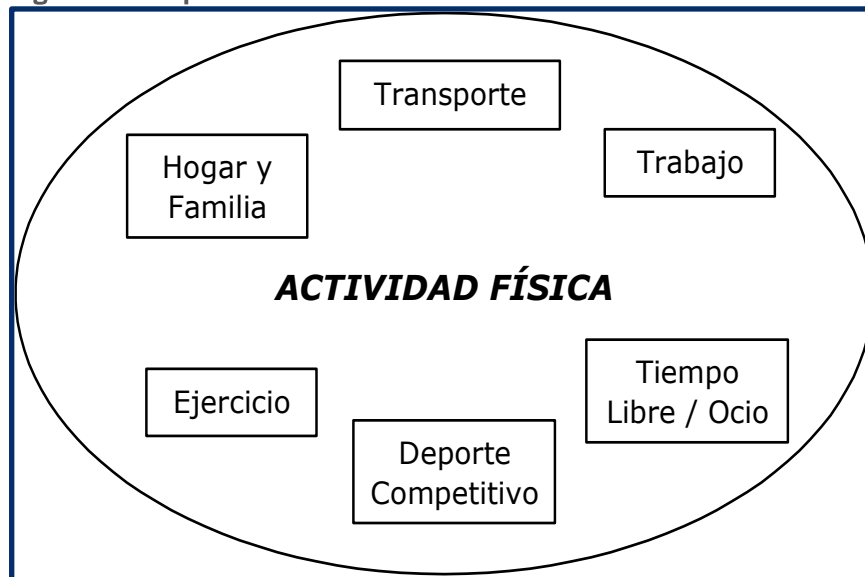 Transporte
Trabajo
Hogar y
Familia
ACTIVIDAD FÍSICA
Ejercicio
Tiempo
Libre / Ocio
Deporte
Competitivo